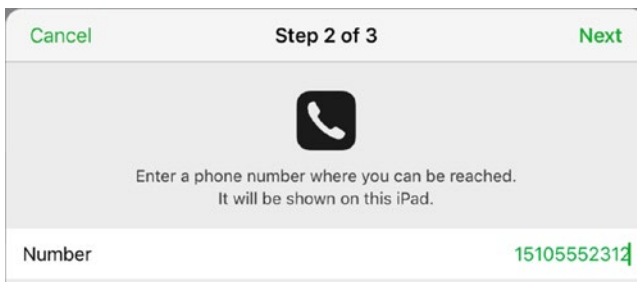 Cancel Step 2 of 3 Next
Enter a phone number where you can be reached.
It will be shown on this iPad.
Number 15105552312